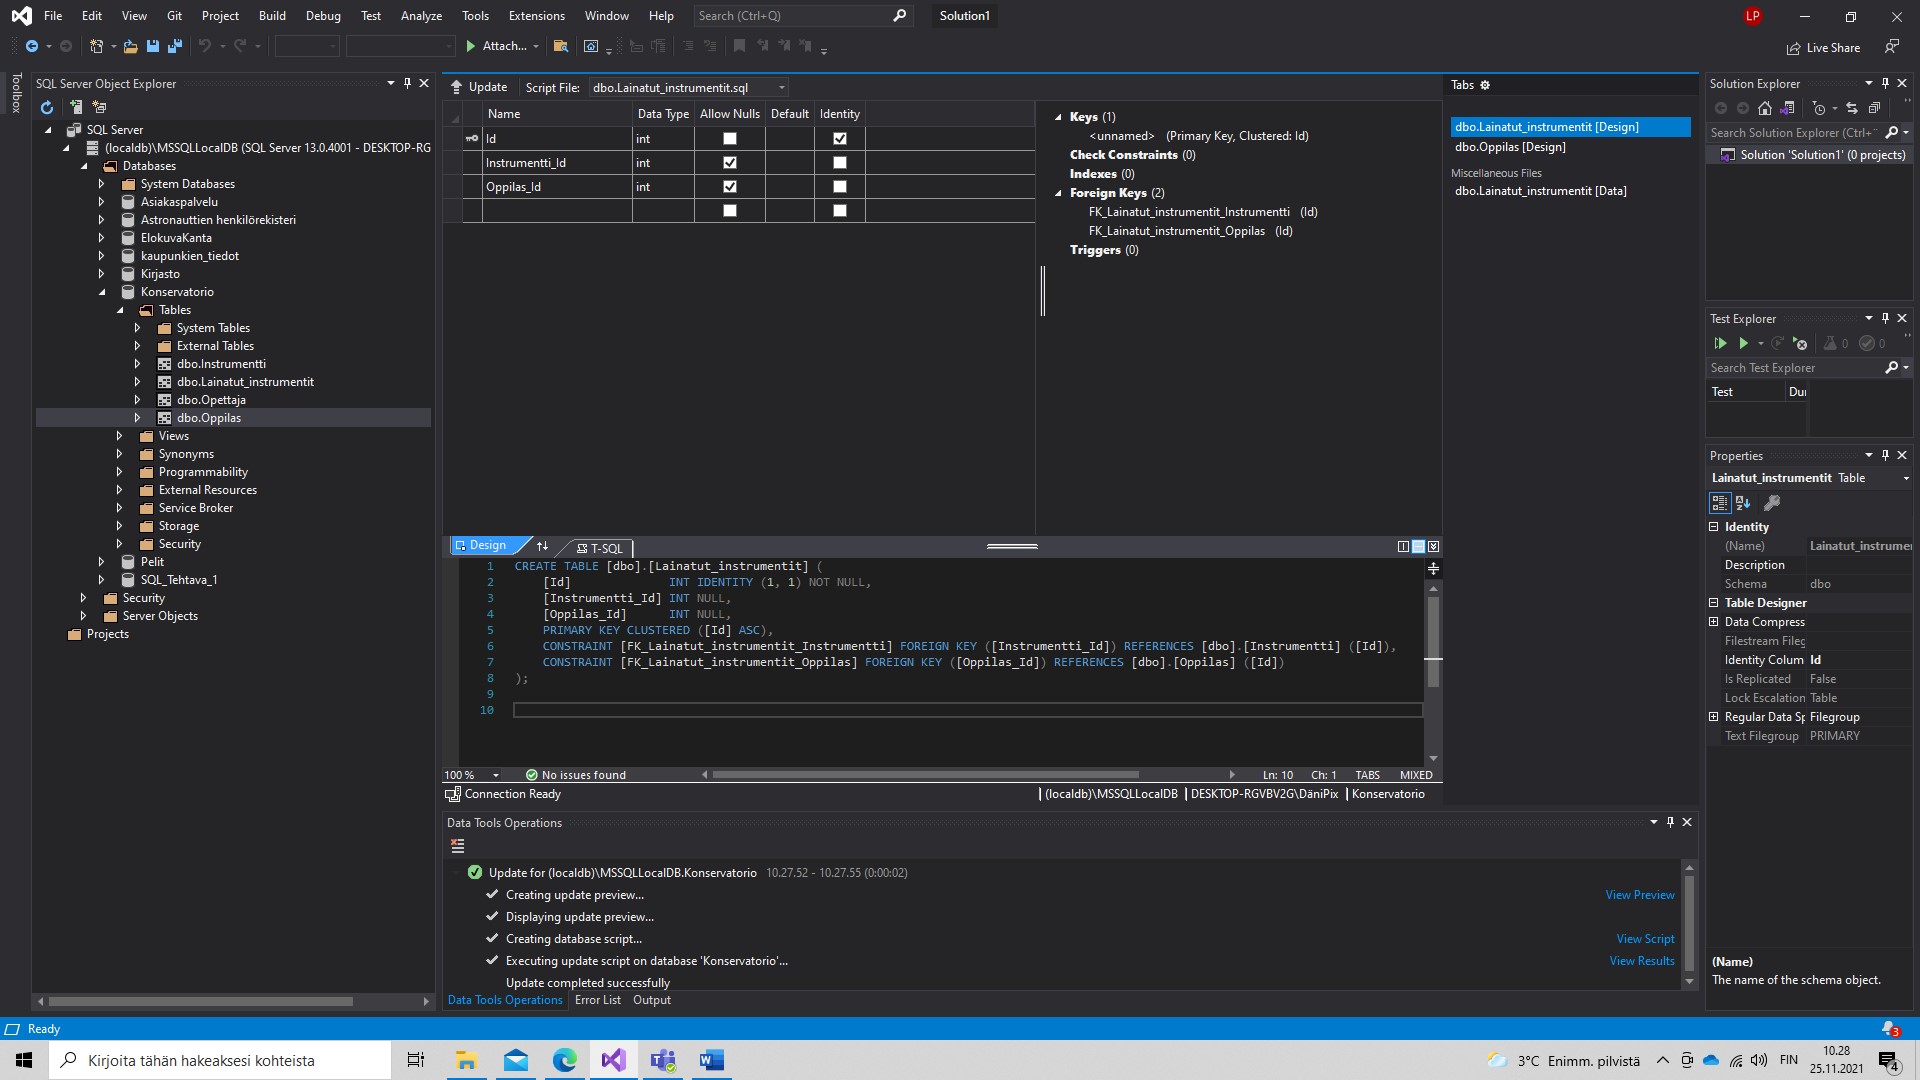 File Edit View Git Project Build Debug Test Analyze Tools Extensions Window Help Search (Ctrl+Q) Solution1 LP
Attach... Live Share
Toolbox
SQL Server Object Explorer
SQL Server
(localdb)\MSSQLLocalDB (SQL Server 13.0.4001 - DESKTOP-RG
Databases
System Databases
Asiakaspalvelu
Astronauttien henkilörekisteri
ElokuvaKanta
kaupunkien_tiedot
Kirjasto
Konservatorio
Tables
System Tables
External Tables
dbo.Instrumentti
dbo.Lainatut_instrumentit
dbo.Opettaja
dbo.Oppilas
Views
Synonyms
Programmability
External Resources
Service Broker
Storage
Security
Pelit
SQL_Tehtava_1
Security
Server Objects
Projects
Update Script File: dbo.Lainatut_instrumentit.sql
Name Data Type Allow Nulls Default Identity
Id int
Instrumentti_Id int
Oppilas_Id int
Keys (1)
<unnamed> (Primary Key, Clustered: Id)
Check Constraints (0)
Indexes (0)
Foreign Keys (2)
FK_Lainatut_instrumentit_Instrumentti (Id)
FK_Lainatut_instrumentit_Oppilas (Id)
Triggers (0)
Design T-SQL
1 CREATE TABLE [dbo].[Lainatut_instrumentit] (
2 [Id] INT IDENTITY (1, 1) NOT NULL,
3 [Instrumentti_Id] INT NULL,
4 [Oppilas_Id] INT NULL,
5 PRIMARY KEY CLUSTERED ([Id] ASC),
6 CONSTRAINT [FK_Lainatut_instrumentit_Instrumentti] FOREIGN KEY ([Instrumentti_Id]) REFERENCES [dbo].[Instrumentti] ([Id]),
7 CONSTRAINT [FK_Lainatut_instrumentit_Oppilas] FOREIGN KEY ([Oppilas_Id]) REFERENCES [dbo].[Oppilas] ([Id])
8 );
9
10
100 % No issues found Ln: 10 Ch: 1 TABS MIXED
Connection Ready (localdb)\MSSQLLocalDB DESKTOP-RGVBV2G\DäniPix Konservatorio
Data Tools Operations
Update for (localdb)\MSSQLLocalDB.Konservatorio 10.27.52 - 10.27.55 (0:00:02)
Creating update preview... View Preview
Displaying update preview...
Creating database script... View Script
Executing update script on database 'Konservatorio'... View Results
Update completed successfully
Data Tools Operations Error List Output
Tabs
dbo.Lainatut_instrumentit [Design]
dbo.Oppilas [Design]
Miscellaneous Files
dbo.Lainatut_instrumentit [Data]
Solution Explorer
Search Solution Explorer (Ctrl+
Solution 'Solution1' (0 projects)
Test Explorer
0 0
Search Test Explorer
Test Du
Properties
Lainatut_instrumentit Table
Identity
(Name) Lainatut_instrumen
Description
Schema dbo
Table Designer
Data Compress
Filestream Fileg
Identity Colum Id
Is Replicated False
Lock Escalation Table
Regular Data Sp Filegroup
Text Filegroup PRIMARY
(Name)
The name of the schema object.
Ready 3
Kirjoita tähän hakeaksesi kohteista 3°C Enimm. pilvistä FIN 10.28 4
25.11.2021